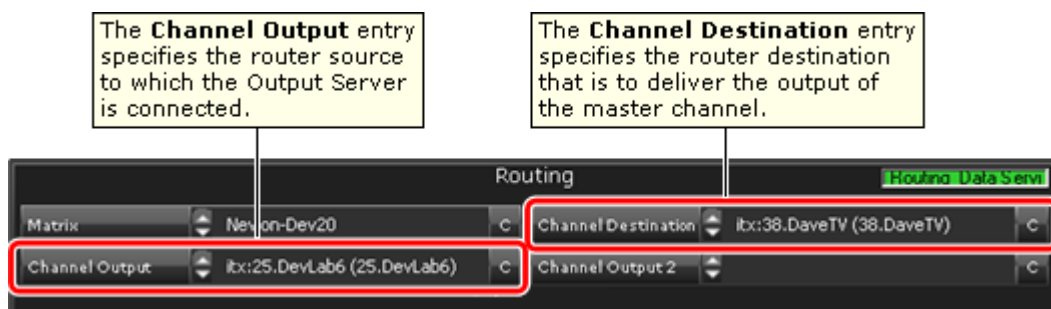 The Channel Output entry
specifies the router source
to which the Output Server
is connected.
The Channel Destination entry
specifies the router destination
that is to deliver the output of
the master channel.
Routing
Routing Data Servi
Matrix
C
Channel Destination
itx:38.DaveTV (38.DaveTV)
C
Channel Output
itx:25.DevLab6 (25.DevLab6)
C
Channel Output 2
C